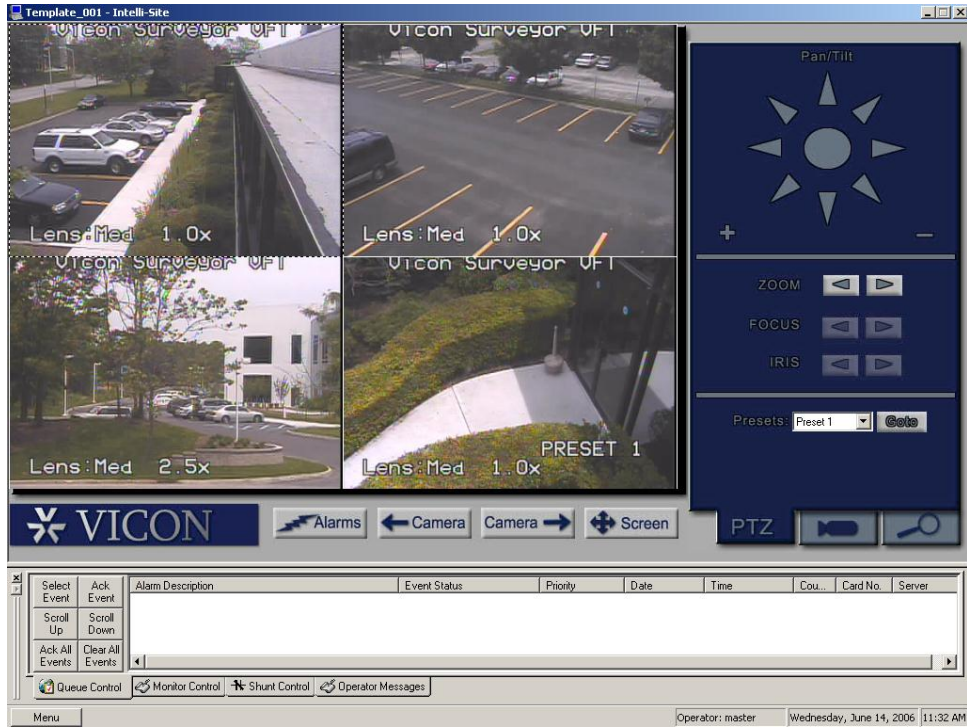 Template_001 - Intelli-Site
Vicon Surveyor VFT
Lens:Med 1.0x
Vicon Surveyor VFT
Lens:Med 1.0x
Vicon Surveyor VFT
Lens:Med 2.5x
Vicon Surveyor VFT
PRESET 1
Lens:Med 1.0x
Pan/Tilt
+ −
ZOOM
FOCUS
IRIS
Presets: Preset 1 Goto
PTZ
VICON
Alarms
Camera
Camera
Screen
Select Event
Ack Event
Scroll Up
Scroll Down
Ack All Events
Clear All Events
Alarm Description Event Status Priority Date Time Cou... Card No. Server
Queue Control Monitor Control Shunt Control Operator Messages
Menu
Operator: master Wednesday, June 14, 2006 11:32 AM